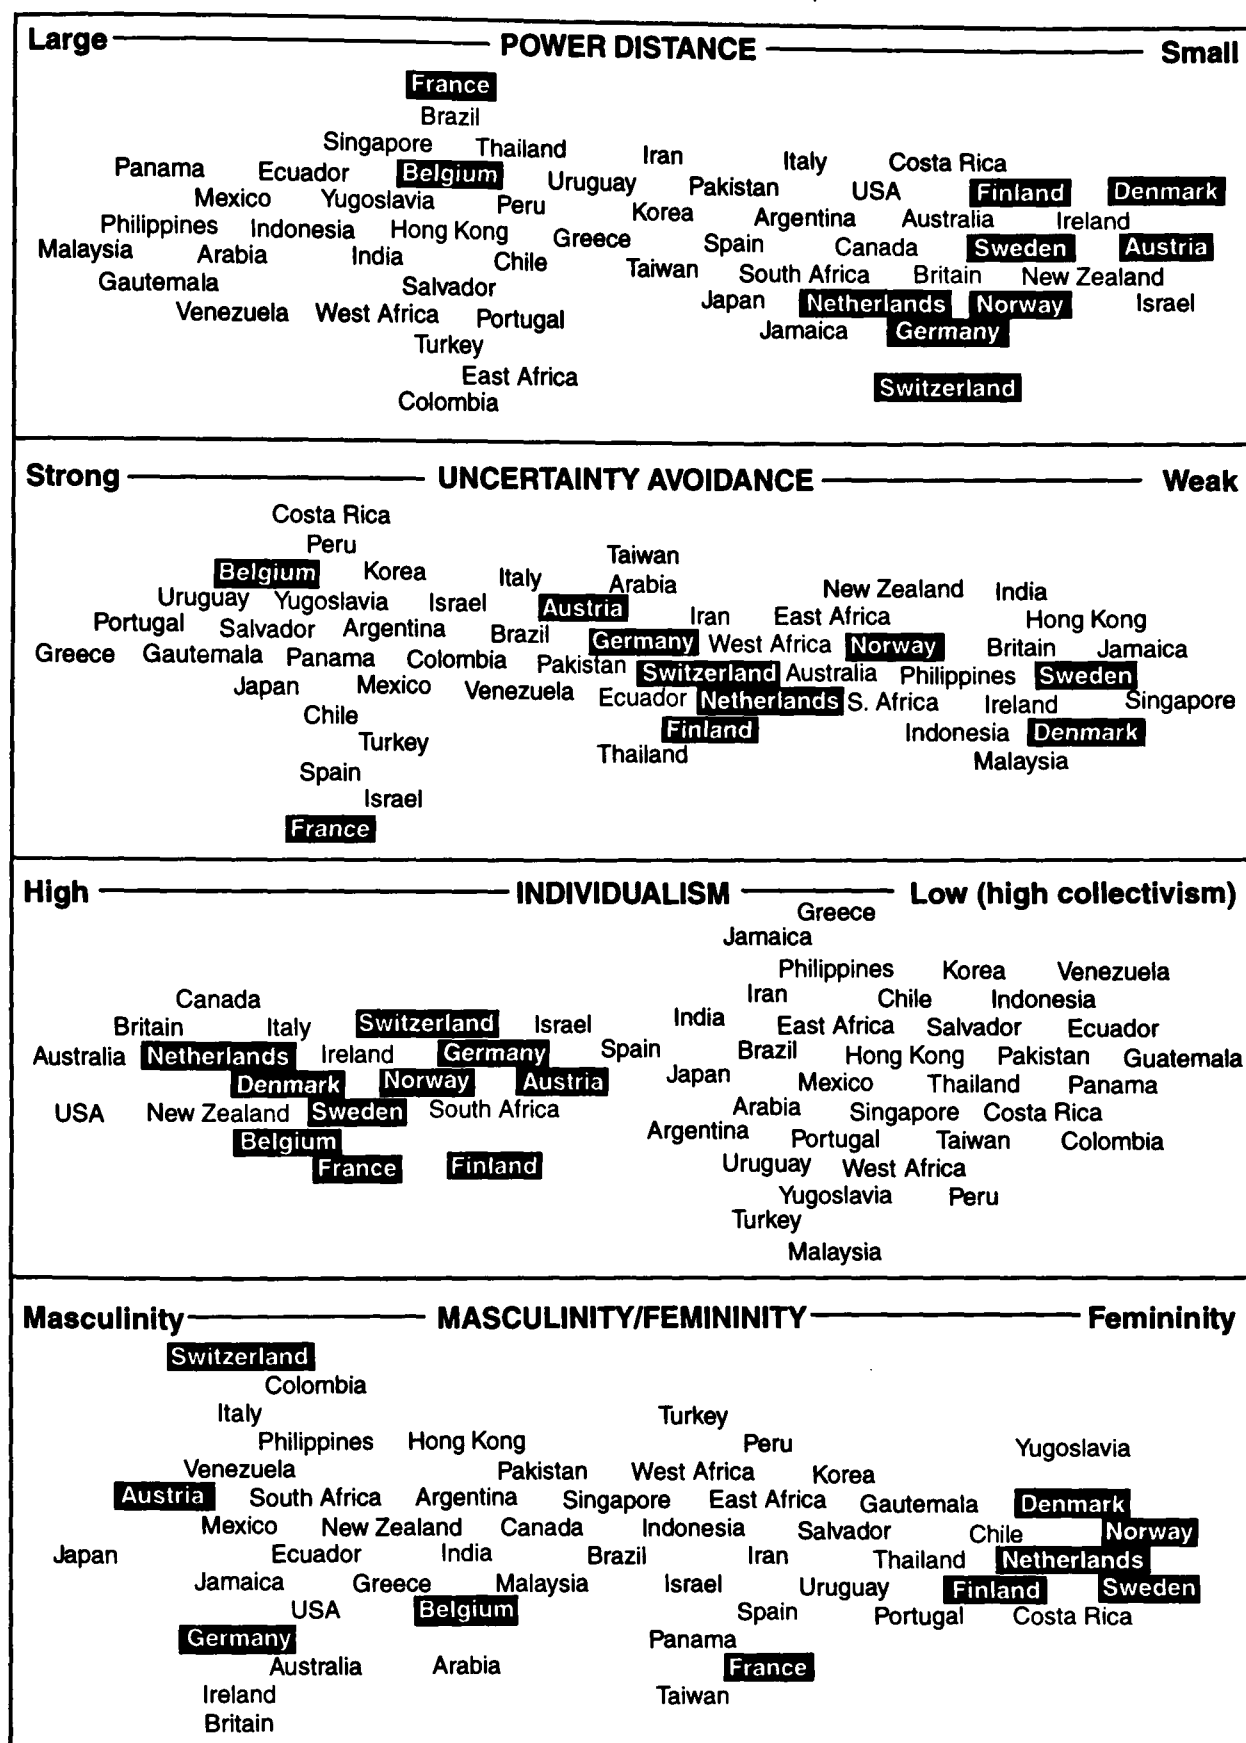 Large POWER DISTANCE Small
France
Brazil
Singapore Thailand Iran Italy Costa Rica
Panama Ecuador Belgium Uruguay Pakistan USA Finland Denmark
Mexico Yugoslavia Peru Korea Argentina Australia Ireland
Philippines Indonesia Hong Kong Greece Spain Canada Sweden Austria
Malaysia Arabia India Chile Taiwan South Africa Britain New Zealand
Gautemala Salvador Japan Netherlands Norway Israel
Venezuela West Africa Portugal Jamaica Germany
Turkey
East Africa Switzerland
Colombia
Strong UNCERTAINTY AVOIDANCE Weak
Costa Rica
Peru Taiwan
Belgium Korea Italy Arabia New Zealand India
Uruguay Yugoslavia Israel Austria Iran East Africa Hong Kong
Portugal Salvador Argentina Brazil Germany West Africa Norway Britain Jamaica
Greece Gautemala Panama Colombia Pakistan Switzerland Australia Philippines Sweden
Japan Mexico Venezuela Ecuador Netherlands S. Africa Ireland Singapore
Chile Finland Indonesia Denmark
Turkey Thailand Malaysia
Spain
Israel
France
High INDIVIDUALISM Low (high collectivism)
Greece
Jamaica
Philippines Korea Venezuela
Canada Iran Chile Indonesia
Britain Italy Switzerland Israel India East Africa Salvador Ecuador
Australia Netherlands Ireland Germany Spain Brazil Hong Kong Pakistan Guatemala
Denmark Norway Austria Japan Mexico Thailand Panama
USA New Zealand Sweden South Africa Arabia Singapore Costa Rica
Belgium Argentina Portugal Taiwan Colombia
France Finland Uruguay West Africa
Yugoslavia Peru
Turkey
Malaysia
Masculinity MASCULINITY/FEMININITY Femininity
Switzerland
Colombia
Italy Turkey
Philippines Hong Kong Peru Yugoslavia
Venezuela Pakistan West Africa Korea
Austria South Africa Argentina Singapore East Africa Gautemala Denmark
Mexico New Zealand Canada Indonesia Salvador Chile Norway
Japan Ecuador India Brazil Iran Thailand Netherlands
Jamaica Greece Malaysia Israel Uruguay Finland Sweden
USA Belgium Spain Portugal Costa Rica
Germany Panama
Australia Arabia France
Ireland Taiwan
Britain